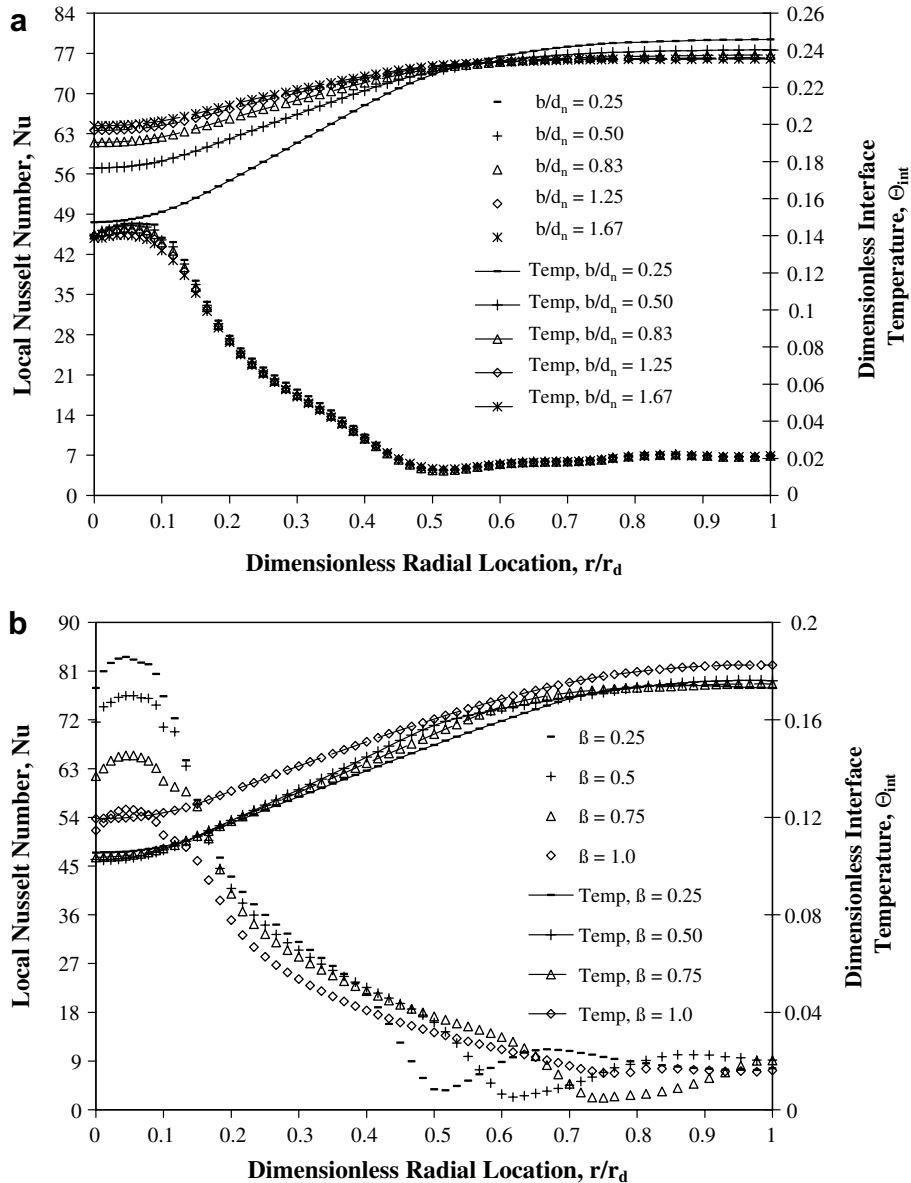 a
84
77
70
63
56
49
42
35
28
21
14
7
0
Local Nusselt Number, Nu
0.26
0.24
0.22
0.20
0.18
0.16
0.14
0.12
0.10
0.08
0.06
0.04
0.02
0
Dimensionless Interface
Temperature, Θint
b/dn = 0.25
b/dn = 0.50
b/dn = 0.83
b/dn = 1.25
b/dn = 1.67
Temp, b/dn = 0.25
Temp, b/dn = 0.50
Temp, b/dn = 0.83
Temp, b/dn = 1.25
Temp, b/dn = 1.67
0 0.1 0.2 0.3 0.4 0.5 0.6 0.7 0.8 0.9 1
Dimensionless Radial Location, r/rd
b
90
81
72
63
54
45
36
27
18
9
0
Local Nusselt Number, Nu
0.2
0.16
0.12
0.08
0.04
0
Dimensionless Interface
Temperature, Θint
ß = 0.25
ß = 0.5
ß = 0.75
ß = 1.0
Temp, ß = 0.25
Temp, ß = 0.50
Temp, ß = 0.75
Temp, ß = 1.0
0 0.1 0.2 0.3 0.4 0.5 0.6 0.7 0.8 0.9 1
Dimensionless Radial Location, r/rd